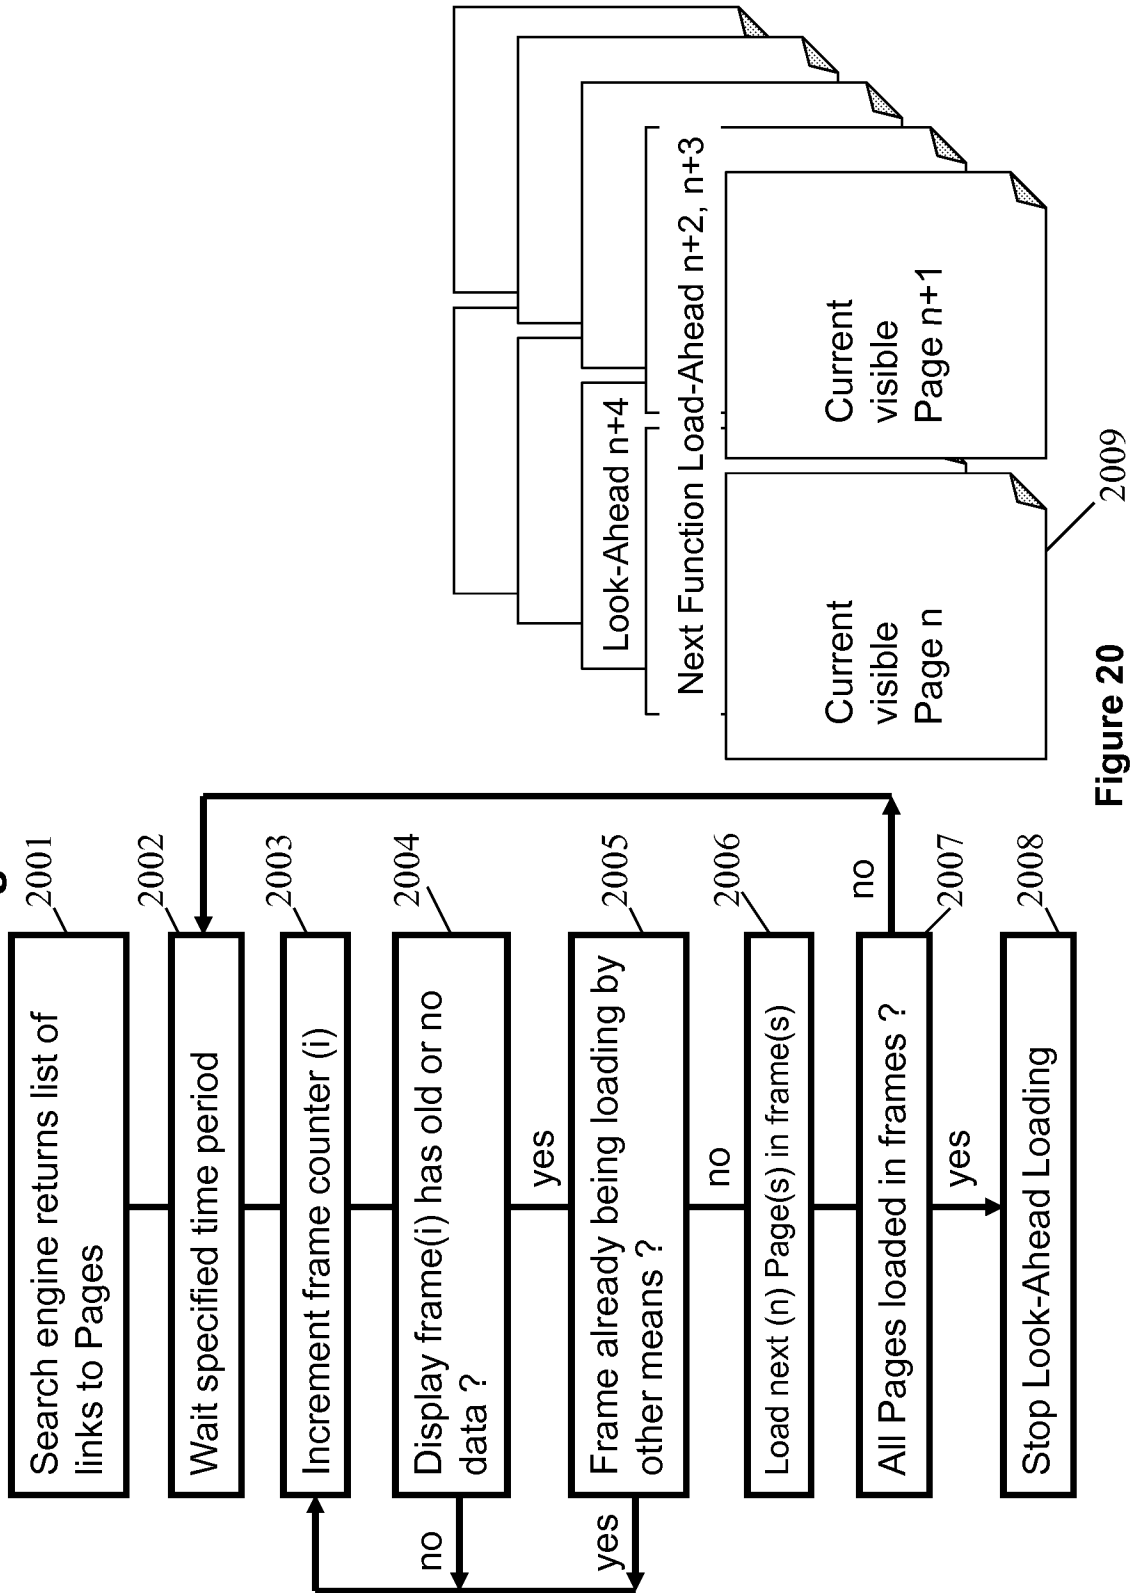 Search engine returns list of
links to Pages
2001
Wait specified time period
2002
Increment frame counter (i)
2003
Display frame(i) has old or no
data ?
2004
no
yes
Frame already being loading by
other means ?
2005
yes
no
Load next (n) Page(s) in frame(s)
2006
All Pages loaded in frames ?
2007
no
yes
Stop Look-Ahead Loading
2008
Look-Ahead n+4
Next Function Load-Ahead n+2, n+3
Current
visible
Page n
Current
visible
Page n+1
2009
Figure 20